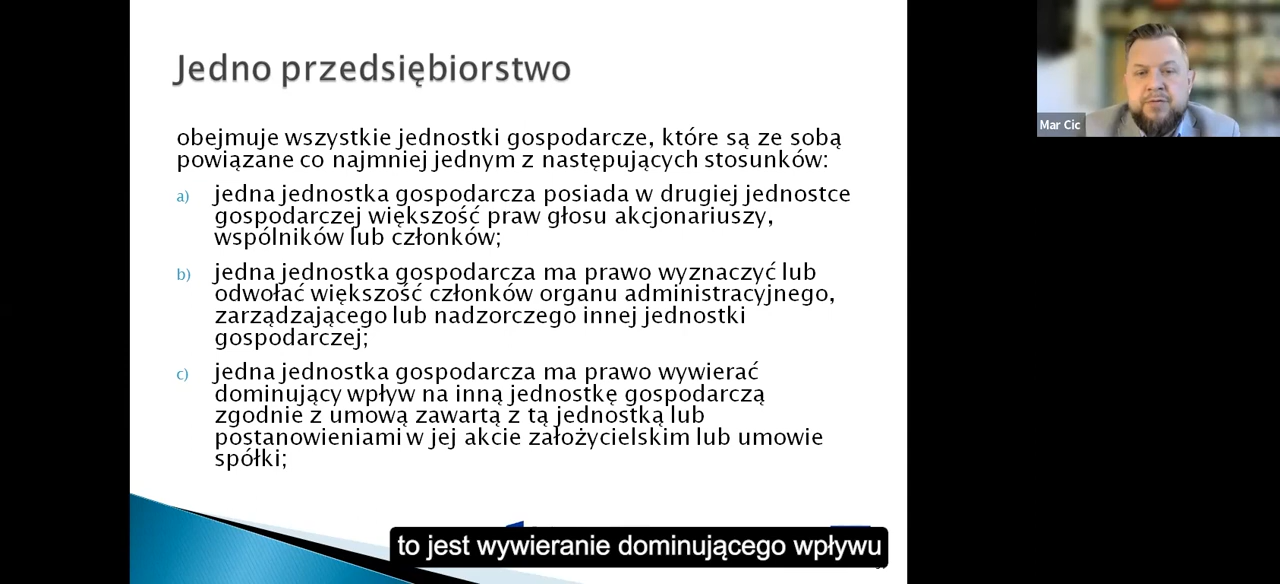 Jedno przedsiębiorstwo
Mar Cic
obejmuje wszystkie jednostki gospodarcze, które są ze sobą
powiązane co najmniej jednym z następujących stosunków:
a) jedna jednostka gospodarcza posiada w drugiej jednostce
gospodarczej większość praw głosu akcjonariuszy,
wspólników lub członków;
b) jedna jednostka gospodarcza ma prawo wyznaczyć lub
odwołać większość członków organu administracyjnego,
zarządzającego lub nadzorczego innej jednostki
gospodarczej;
c) jedna jednostka gospodarcza ma prawo wywierać
dominujący wpływ na inną jednostkę gospodarczą
zgodnie z umową zawartą z tą jednostką lub
postanowieniami w jej akcie założycielskim lub umowie
spółki;
to jest wywieranie dominującego wpływu